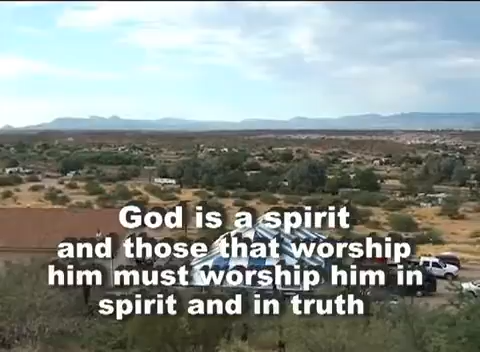 God is a spirit
and those that worship
him must worship him in
spirit and in truth